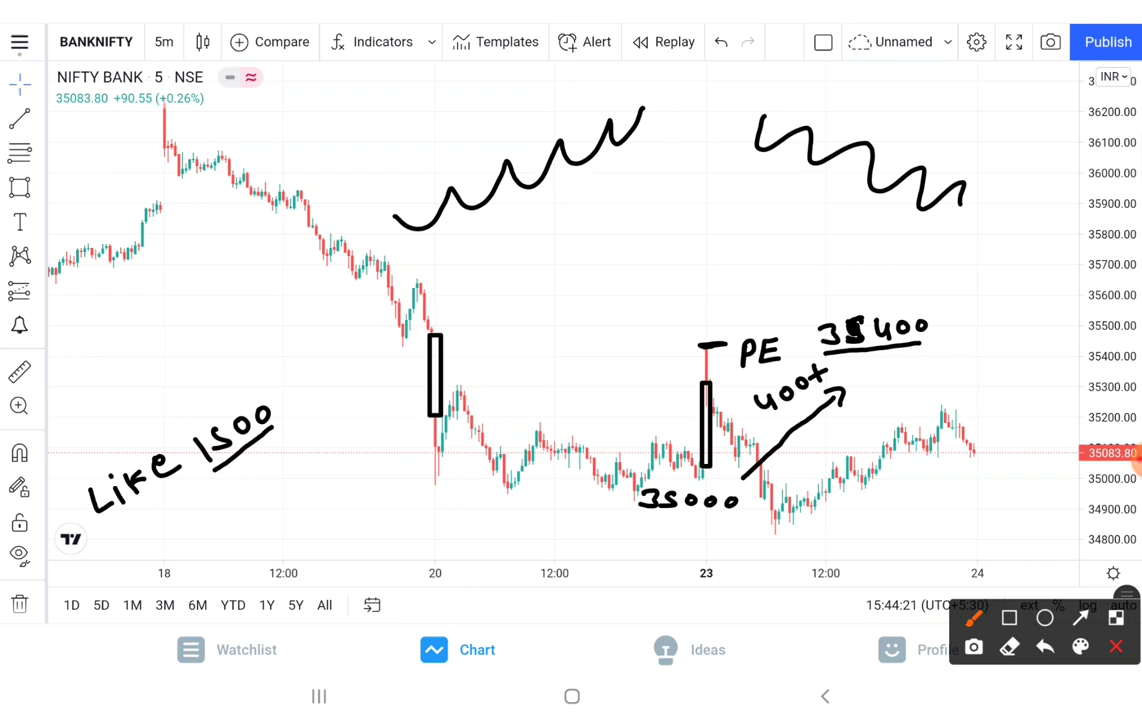 BANKNIFTY 5m Compare Indicators Templates Alert Replay Unnamed Publish
NIFTY BANK · 5 · NSE
35083.80 +90.55 (+0.26%)
INR
36200.00
36100.00
36000.00
35900.00
35800.00
35700.00
35600.00
35500.00
35400.00
35300.00
35200.00
35083.80
35000.00
34900.00
34800.00
PE 35400
400+
Like 1500
35000
18 12:00 20 12:00 23 12:00 24
1D 5D 1M 3M 6M YTD 1Y 5Y All 15:44:21 (UTC+5:30) ext % log auto
Watchlist Chart Ideas